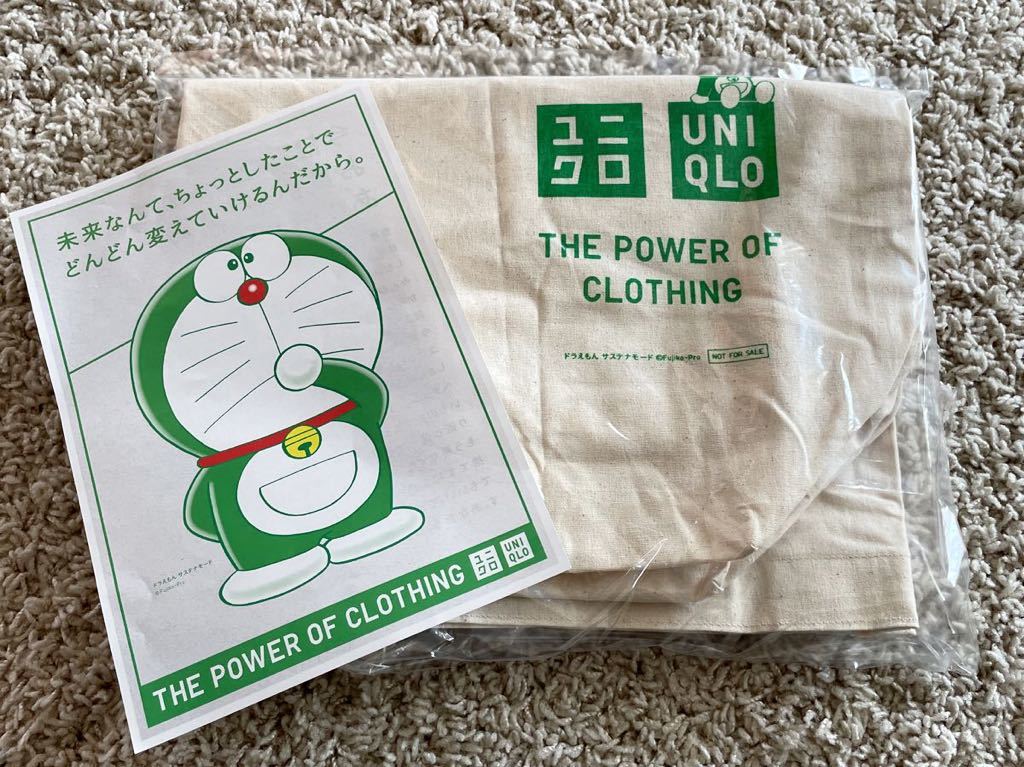 未来なんて、ちょっとしたことで
どんどん変えていけるんだから。
ドラえもん サステナモード
©Fujiko-Pro
THE POWER OF CLOTHING
ユニ
クロ
UNI
QLO
ユニ
クロ
UNI
QLO
THE POWER OF
CLOTHING
ドラえもん サステナモード ©Fujiko-Pro NOT FOR SALE